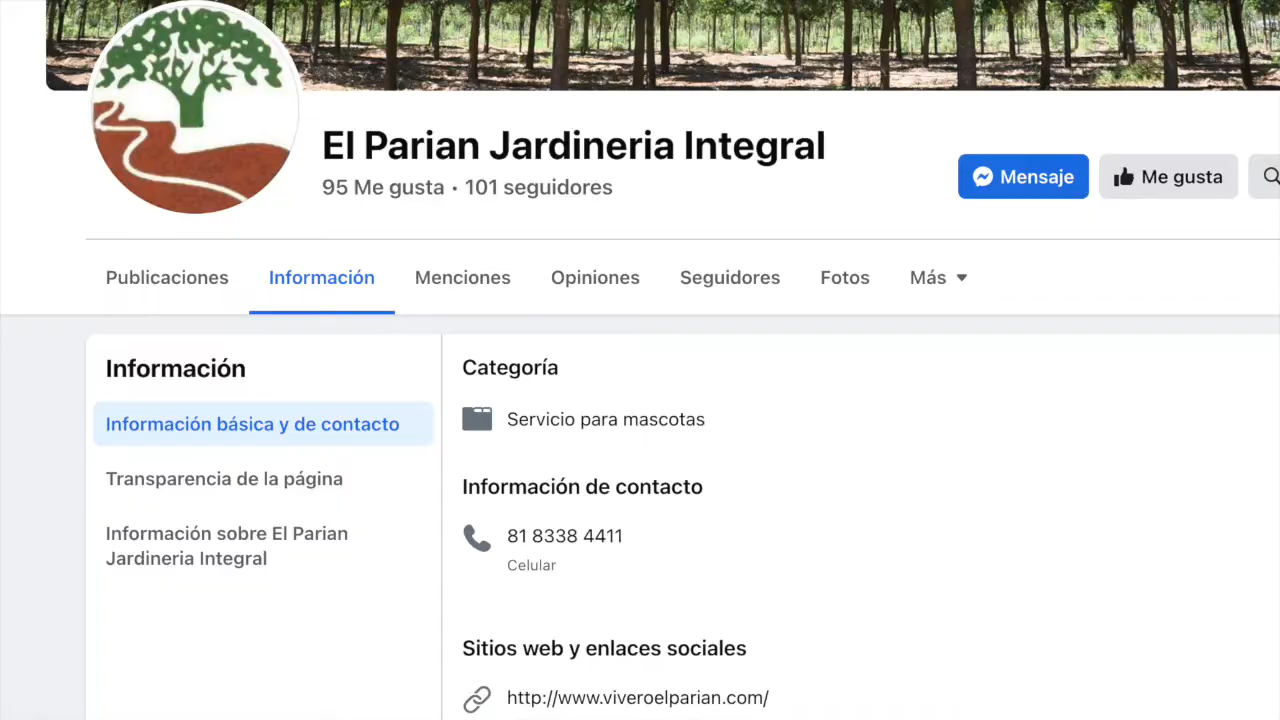 El Parian Jardineria Integral
95 Me gusta • 101 seguidores
Mensaje
Me gusta
Publicaciones
Información
Menciones
Opiniones
Seguidores
Fotos
Más
Información
Información básica y de contacto
Transparencia de la página
Información sobre El Parian
Jardineria Integral
Categoría
Servicio para mascotas
Información de contacto
81 8338 4411
Celular
Sitios web y enlaces sociales
http://www.viveroelparian.com/